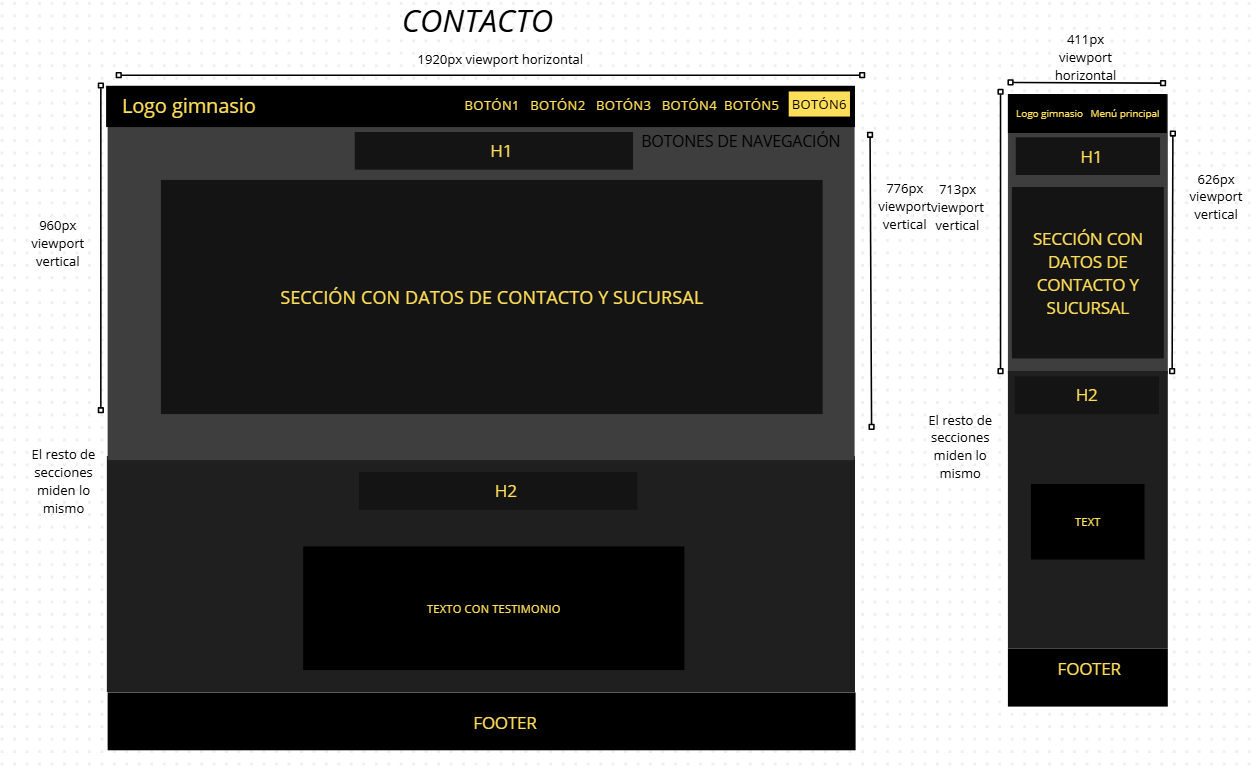 CONTACTO
1920px viewport horizontal
Logo gimnasio
BOTÓN1
BOTÓN2
BOTÓN3
BOTÓN4
BOTÓN5
BOTÓN6
H1
BOTONES DE NAVEGACIÓN
960px
viewport
vertical
776px
viewport
vertical
SECCIÓN CON DATOS DE CONTACTO Y SUCURSAL
El resto de
secciones
miden lo
mismo
H2
TEXTO CON TESTIMONIO
FOOTER
411px
viewport
horizontal
Logo gimnasio
Menú principal
713px
viewport
vertical
H1
626px
viewport
vertical
SECCIÓN CON
DATOS DE
CONTACTO Y
SUCURSAL
El resto de
secciones
miden lo
mismo
H2
TEXT
FOOTER